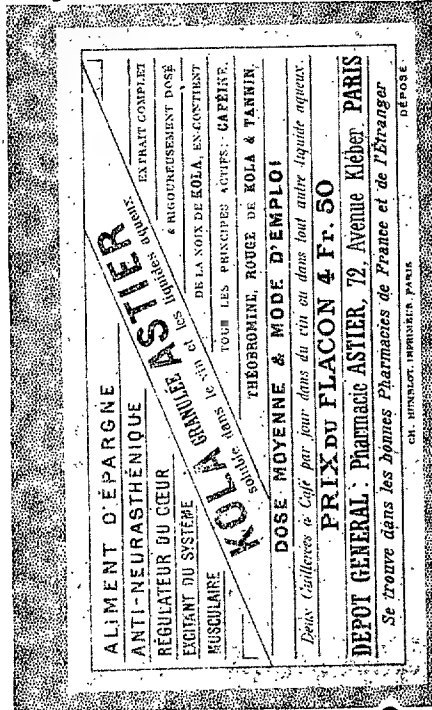 ALIMENT D'ÉPARGNE
ANTI-NEURASTHÉNIQUE
RÉGULATEUR DU CŒUR
EXCITANT DU SYSTÈME
MUSCULAIRE
KOLA GRANULÉE ASTIER
soluble dans le vin et les liquides aqueux.
EXTRAIT COMPLET
& RIGOUREUSEMENT DOSÉ
DE LA NOIX DE KOLA, EN CONTIENT
TOUS LES PRINCIPES ACTIFS: CAFÉINE,
THÉOBROMINE, ROUGE DE KOLA & TANNIN.
DOSE MOYENNE & MODE D'EMPLOI
Deux Cuillerées à Café par jour dans du vin ou dans tout autre liquide aqueux.
PRIX DU FLACON 4 Fr. 50
DÉPOT GÉNÉRAL: Pharmacie ASTIER, 72, Avenue Kléber, PARIS
Se trouve dans les bonnes Pharmacies de France et de l'Étranger
CH. HUMBLOT, IMPRIMEUR, PARIS
DÉPOSÉ